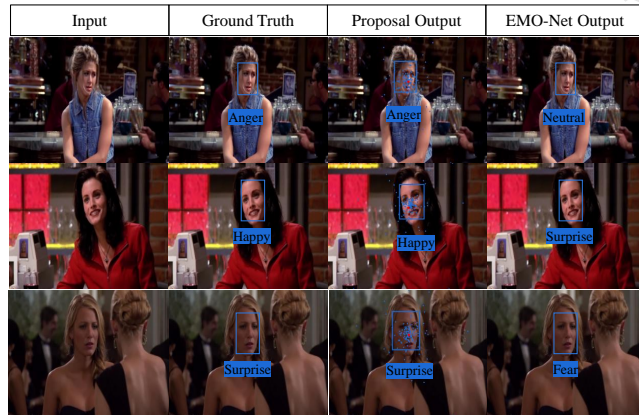 Input Ground Truth Proposal Output EMO-Net Output
Anger Anger Neutral
Happy Happy Surprise
Surprise Surprise Fear